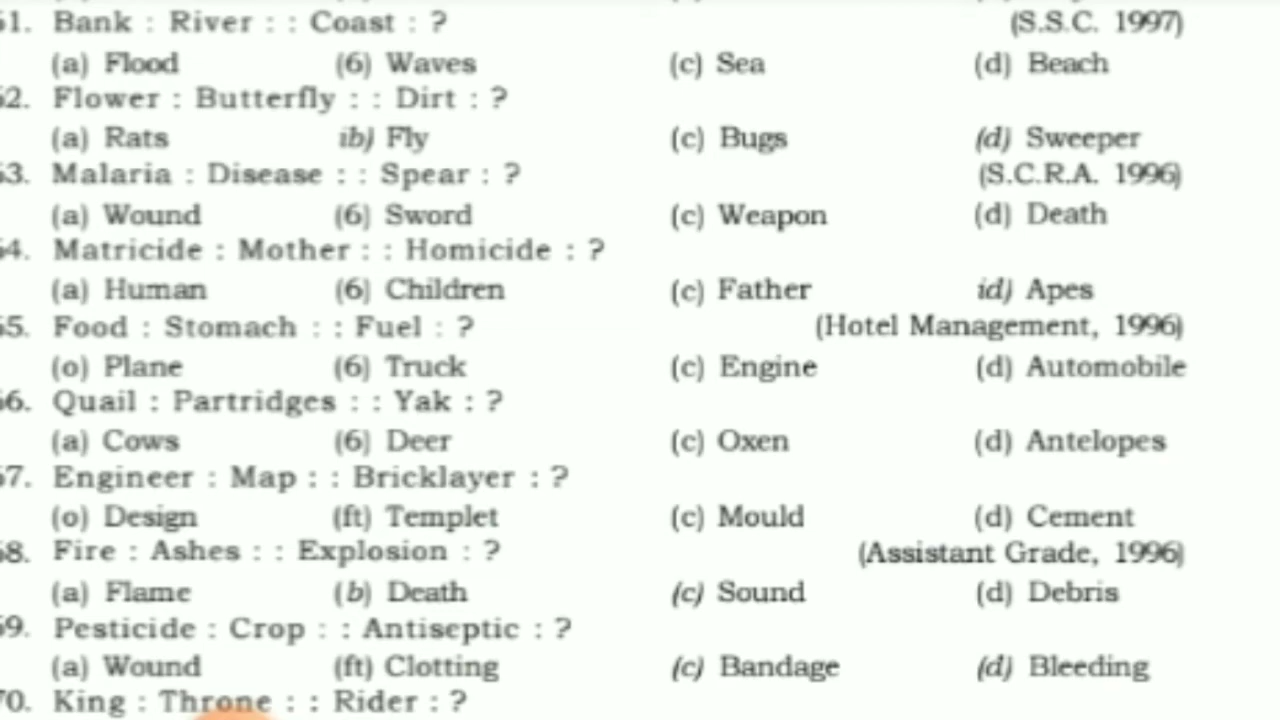 51. Bank : River : : Coast : ? (S.S.C. 1997)
(a) Flood (6) Waves (c) Sea (d) Beach
52. Flower : Butterfly : : Dirt : ?
(a) Rats ib) Fly (c) Bugs (d) Sweeper
53. Malaria : Disease : : Spear : ? (S.C.R.A. 1996)
(a) Wound (6) Sword (c) Weapon (d) Death
54. Matricide : Mother : : Homicide : ?
(a) Human (6) Children (c) Father id) Apes
55. Food : Stomach : : Fuel : ? (Hotel Management, 1996)
(o) Plane (6) Truck (c) Engine (d) Automobile
56. Quail : Partridges : : Yak : ?
(a) Cows (6) Deer (c) Oxen (d) Antelopes
57. Engineer : Map : : Bricklayer : ?
(o) Design (ft) Templet (c) Mould (d) Cement
58. Fire : Ashes : : Explosion : ? (Assistant Grade, 1996)
(a) Flame (b) Death (c) Sound (d) Debris
59. Pesticide : Crop : : Antiseptic : ?
(a) Wound (ft) Clotting (c) Bandage (d) Bleeding
70. King : Throne : : Rider : ?